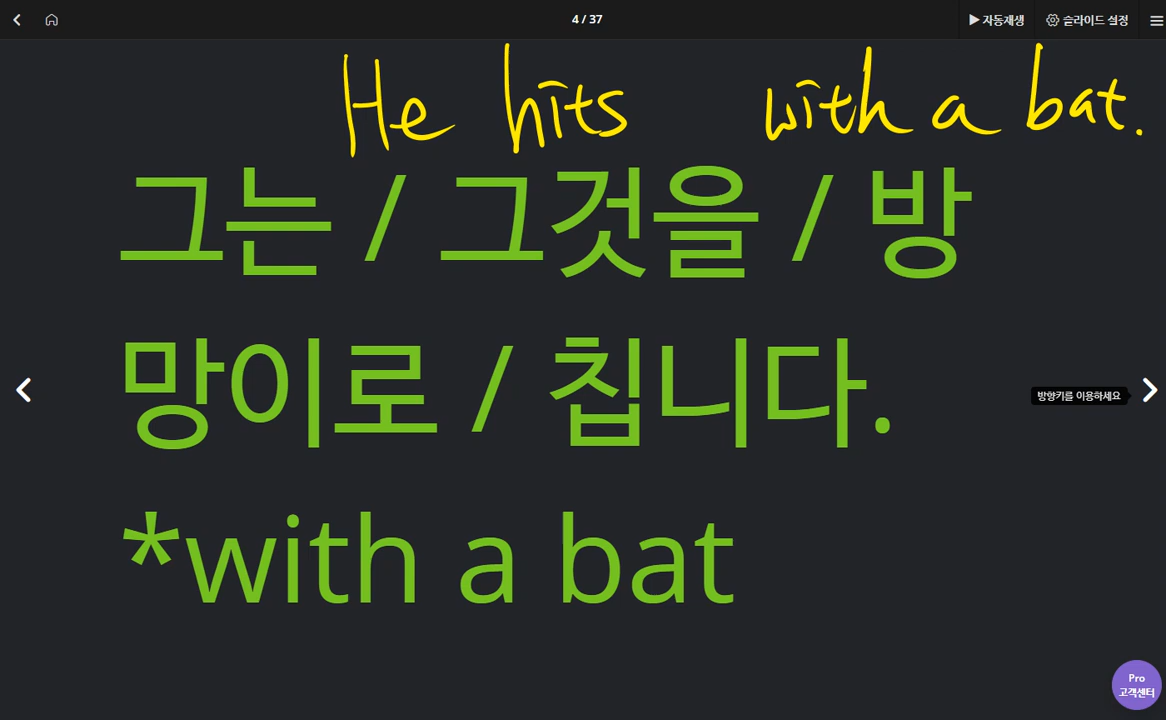 4 / 37
자동재생
슬라이드 설정
He hits with a bat.
그는 / 그것을 / 방
망이로 / 칩니다.
방향키를 이용하세요
*with a bat
Pro
고객센터